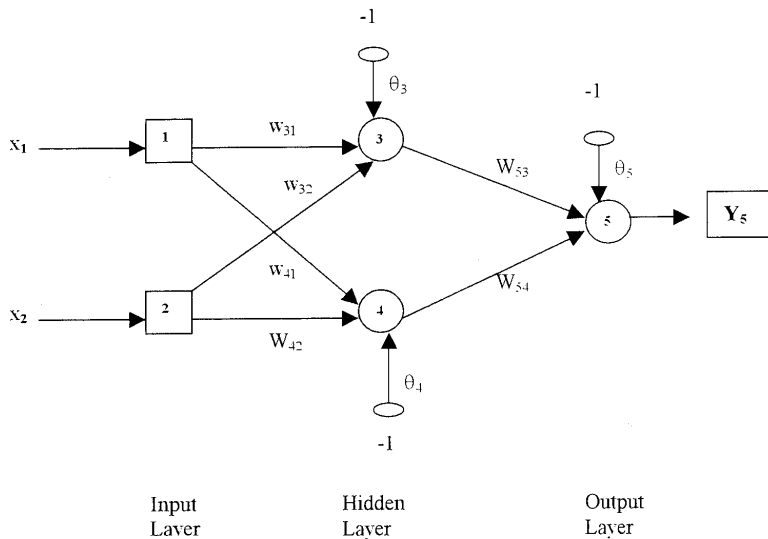 -1
θ₃
-1
x₁
1
w₃₁
3
W₅₃
θ₅
w₃₂
5
Y₅
x₂
2
w₄₁
4
W₅₄
W₄₂
θ₄
-1
Input
Layer
Hidden
Layer
Output
Layer